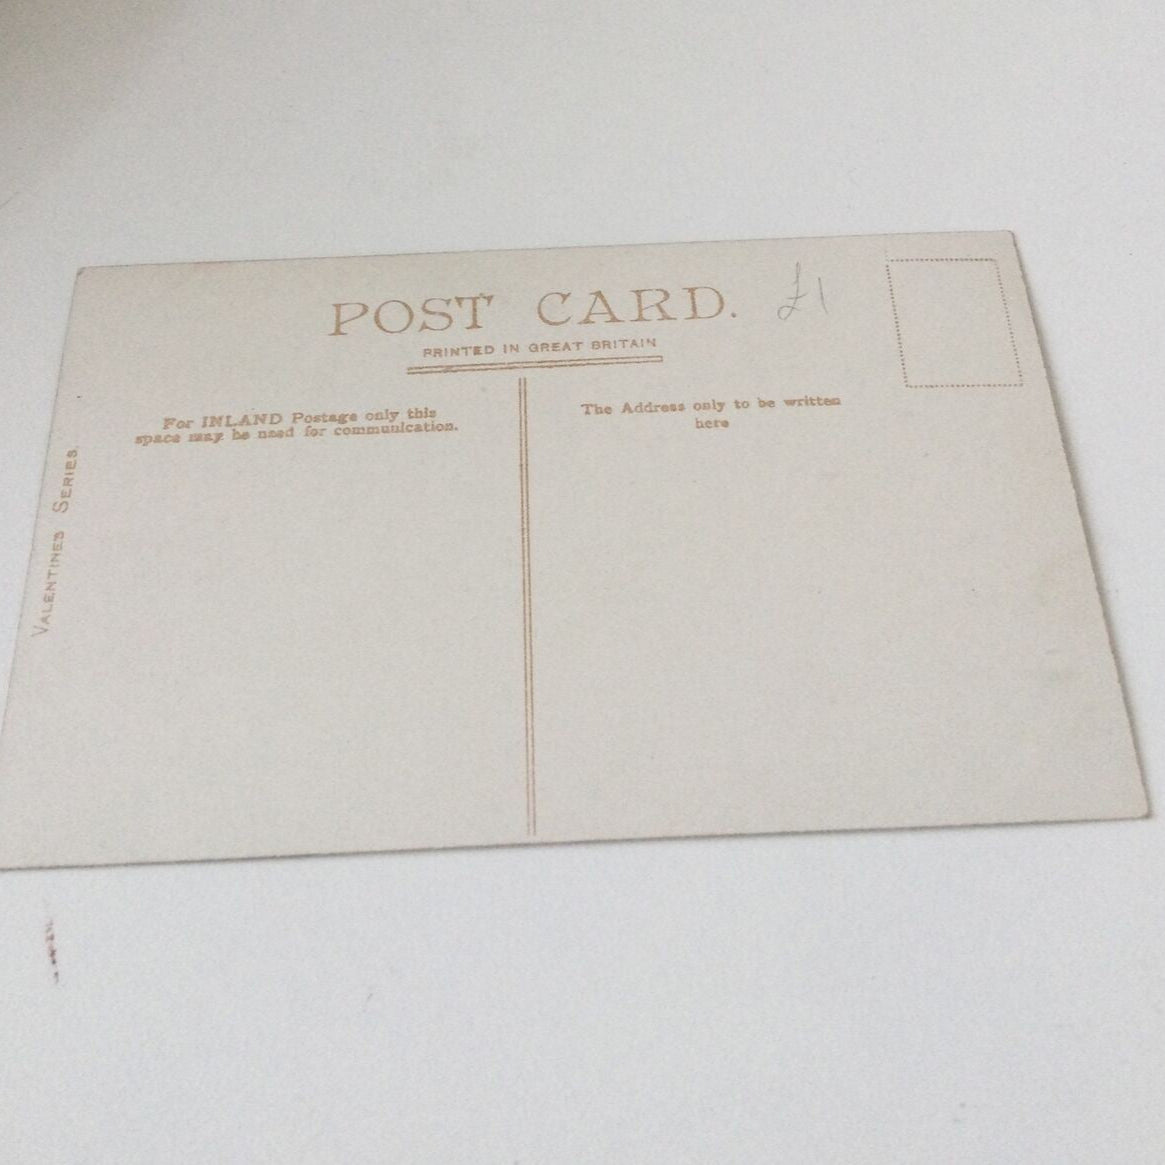 POST CARD.
£1
PRINTED IN GREAT BRITAIN
For INLAND Postage only this
space may be used for communication.
The Address only to be written
here
VALENTINE'S SERIES.